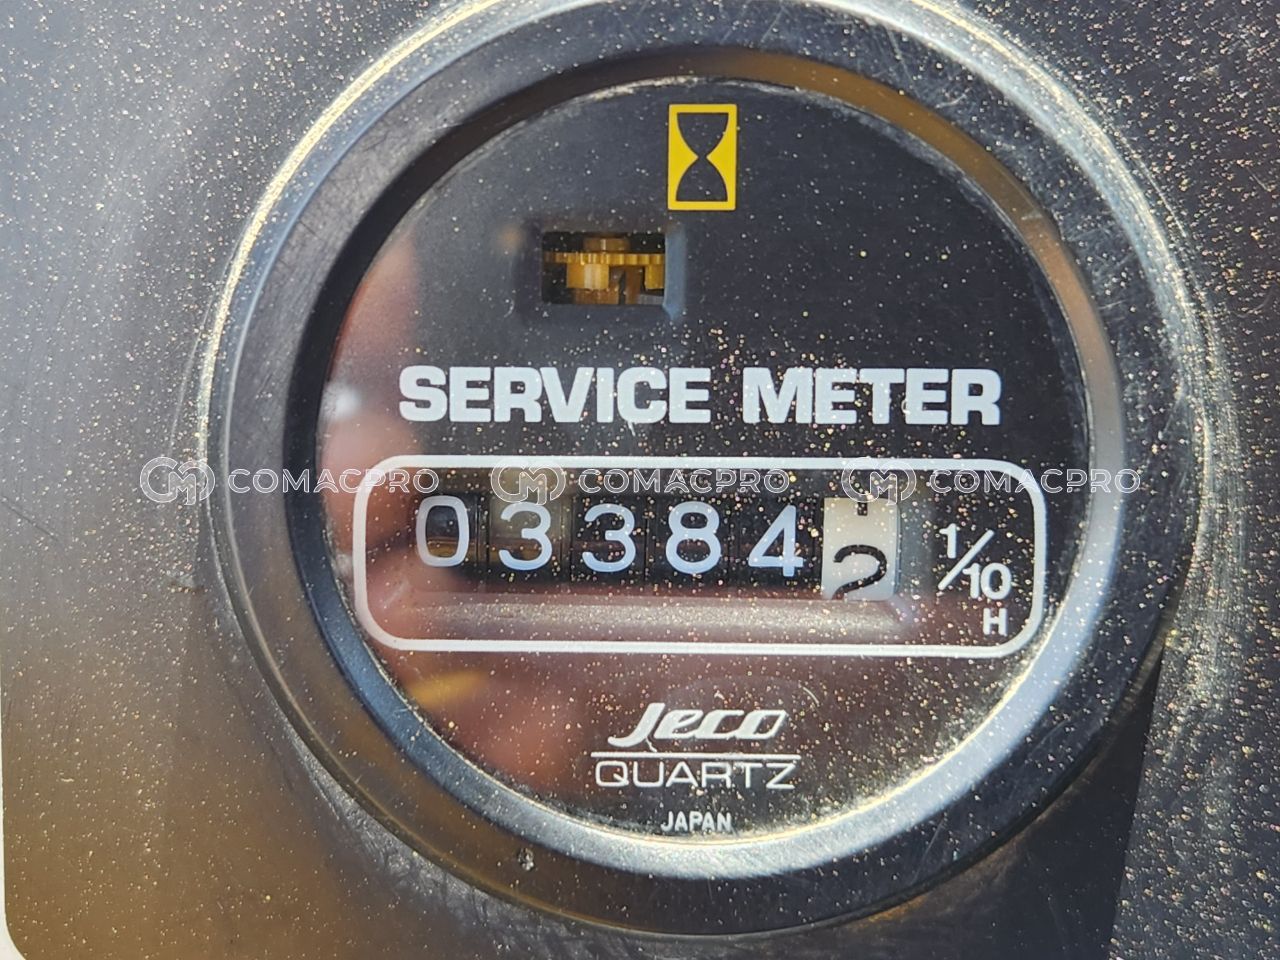 SERVICE METER
COMACPRO COMACPRO COMACPRO
033842 1/10
H
Jeco
QUARTZ
JAPAN